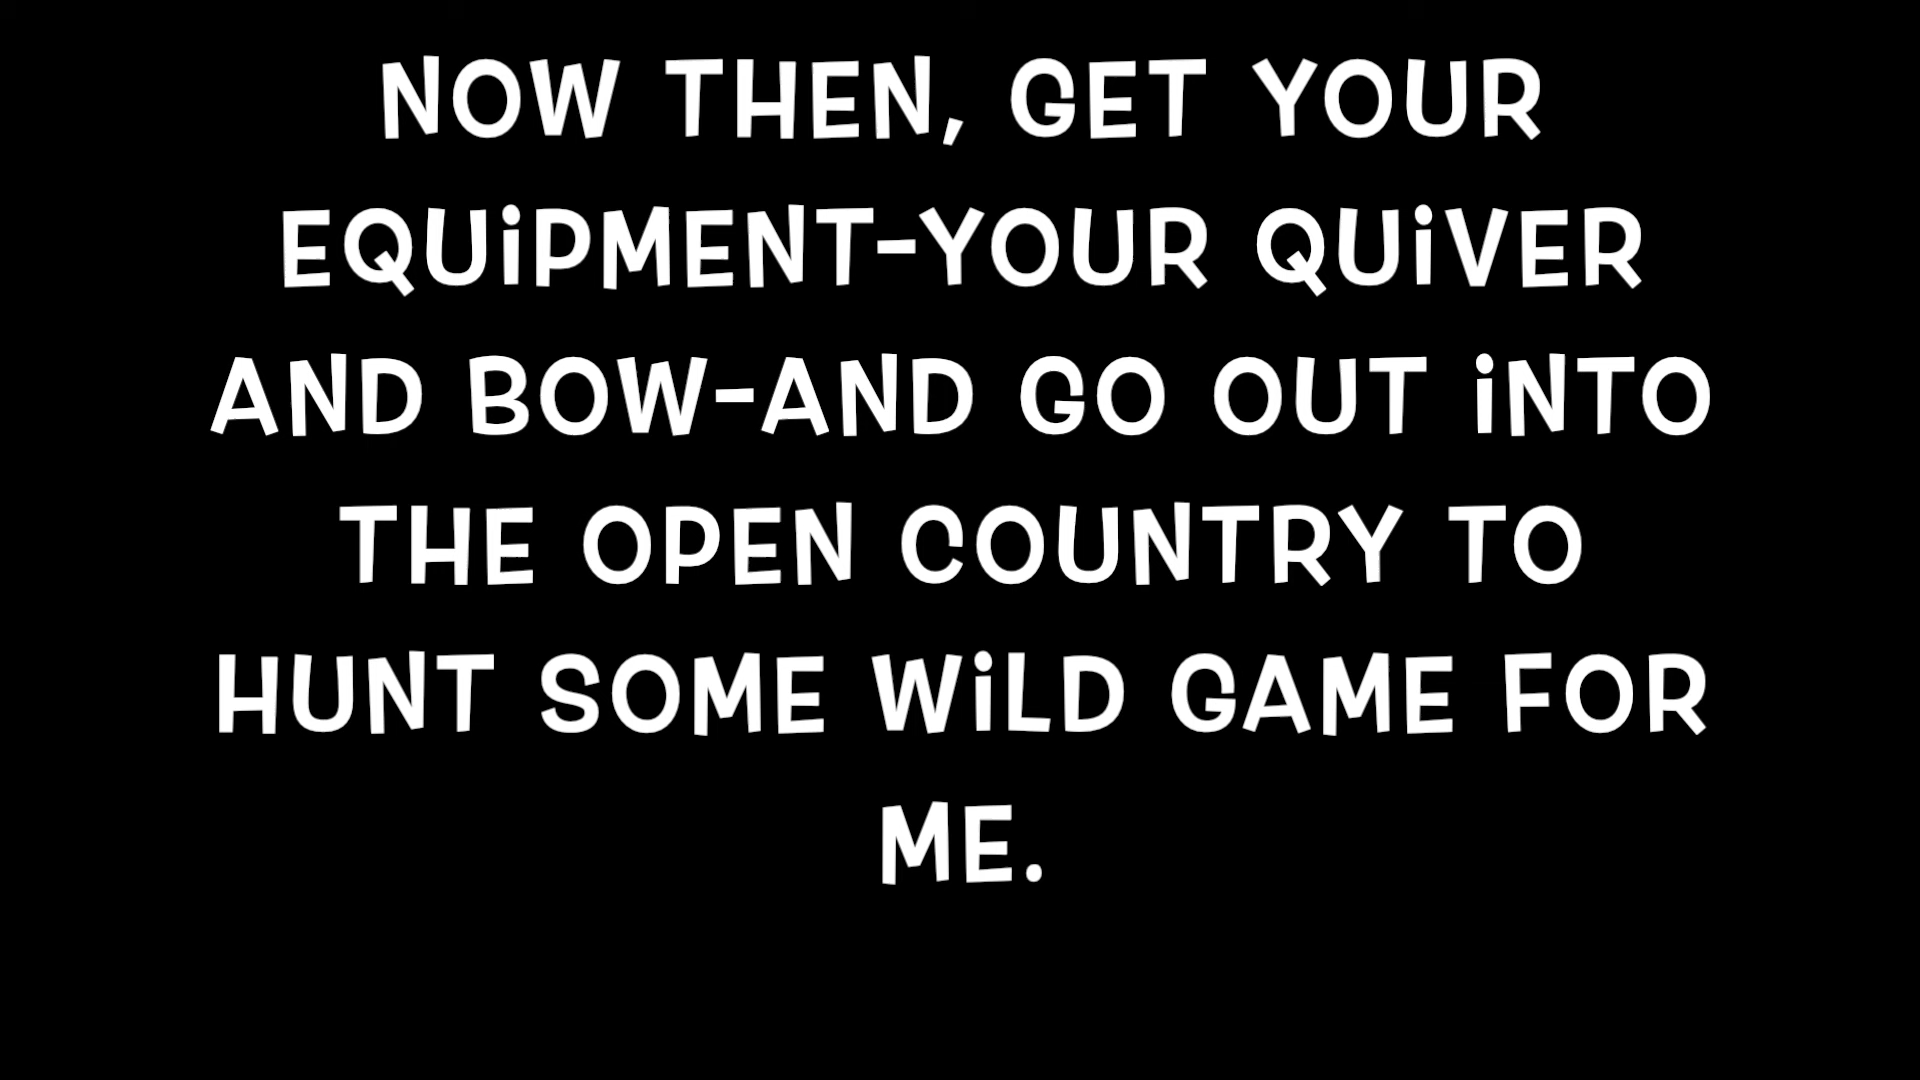 NOW THEN, GET YOUR
EQUiPMENT-YOUR QUiVER
AND BOW-AND GO OUT iNTO
THE OPEN COUNTRY TO
HUNT SOME WiLD GAME FOR
ME.